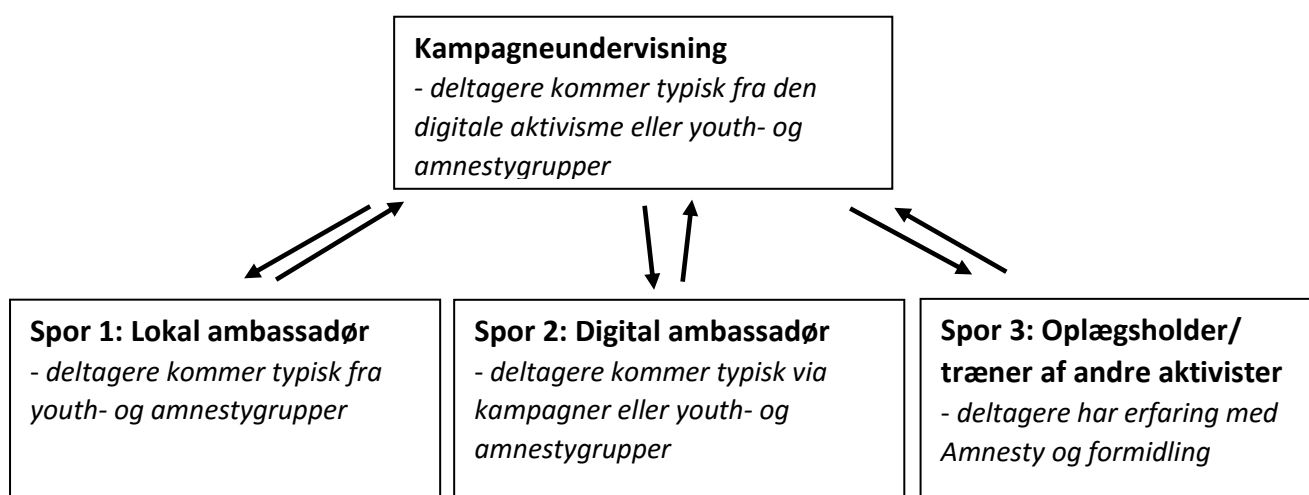 Kampagneundervisning
- deltagere kommer typisk fra den
digitale aktivisme eller youth- og
amnestygrupper
Spor 1: Lokal ambassadør
- deltagere kommer typisk fra
youth- og amnestygrupper
Spor 2: Digital ambassadør
- deltagere kommer typisk via
kampagner eller youth- og
amnestygrupper
Spor 3: Oplægsholder/
træner af andre aktivister
- deltagere har erfaring med
Amnesty og formidling